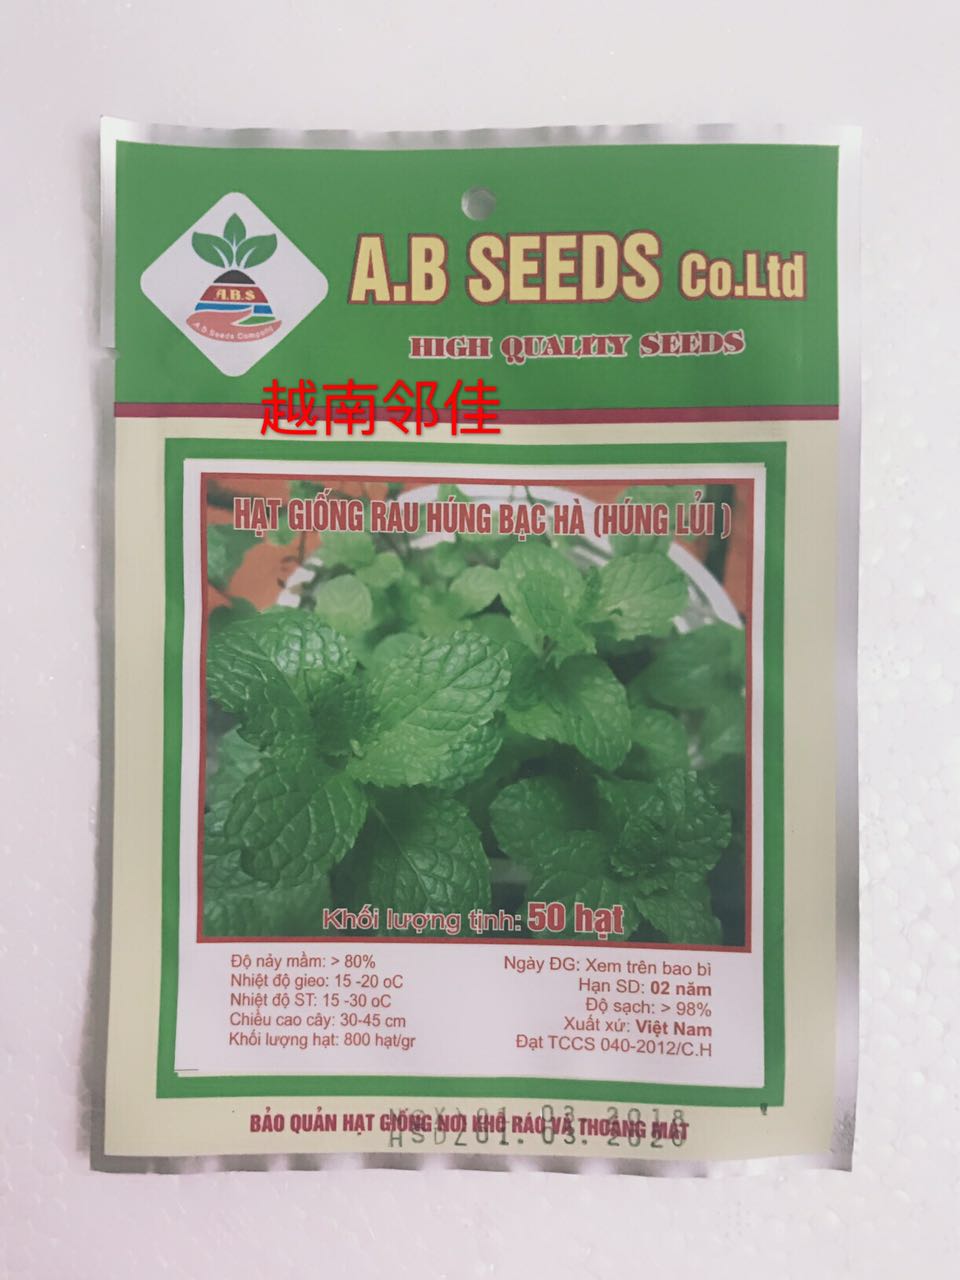 A.B SEEDS Co.Ltd
A.B.S
A.B Seeds Company
HIGH QUALITY SEEDS
越南邻佳
HẠT GIỐNG RAU HÚNG BẠC HÀ (HÚNG LỦI )
Khối lượng tịnh: 50 hạt
Độ nảy mầm: > 80%
Nhiệt độ gieo: 15 -20 oC
Nhiệt độ ST: 15 -30 oC
Chiều cao cây: 30-45 cm
Khối lượng hạt: 800 hạt/gr
Ngày ĐG: Xem trên bao bì
Hạn SD: 02 năm
Độ sạch: > 98%
Xuất xứ: Việt Nam
Đạt TCCS 040-2012/C.H
BẢO QUẢN HẠT GIỐNG NƠI KHÔ RÁO VÀ THOÁNG MÁT
NSX 01.03.2018
HSD 01.03.2020